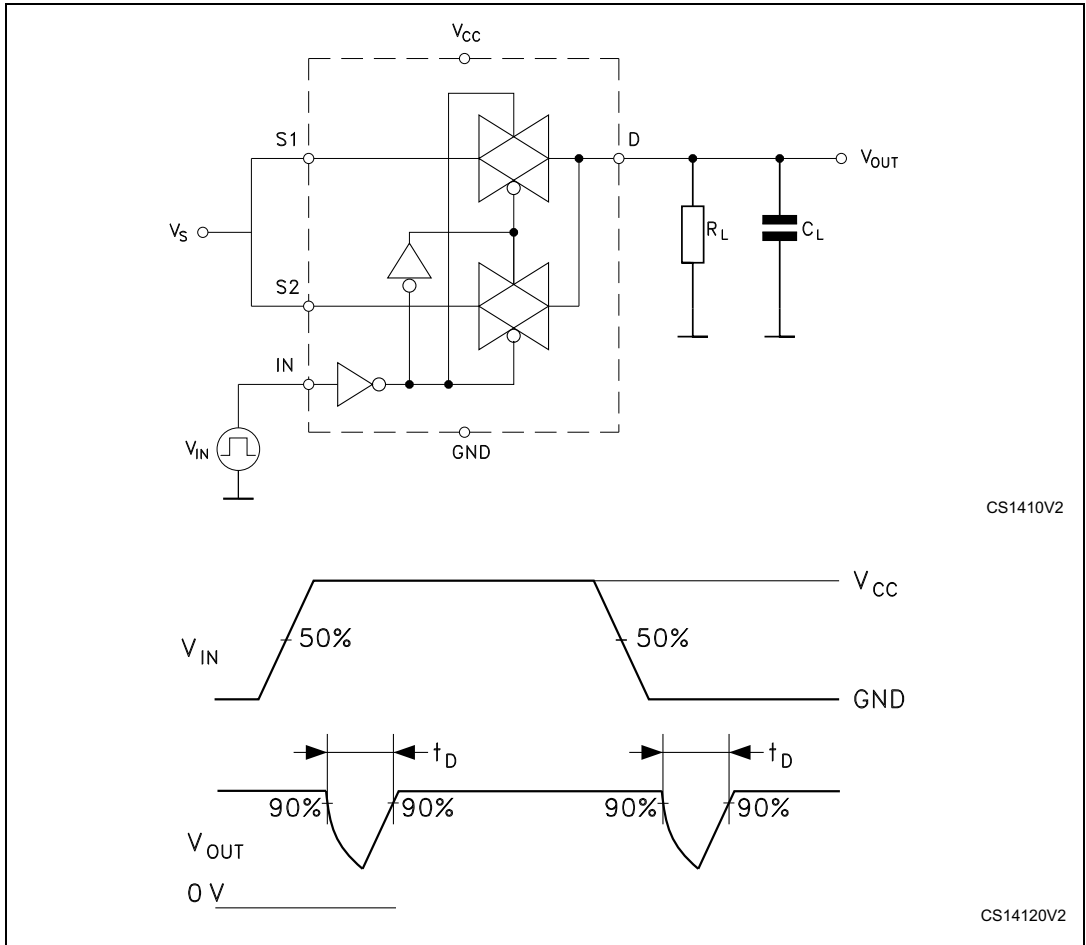 VCC
S1
D
VOUT
VS
RL
CL
S2
IN
VIN
GND
CS1410V2
VCC
50%
50%
VIN
GND
tD
tD
90%
90%
90%
90%
VOUT
0 V
CS14120V2